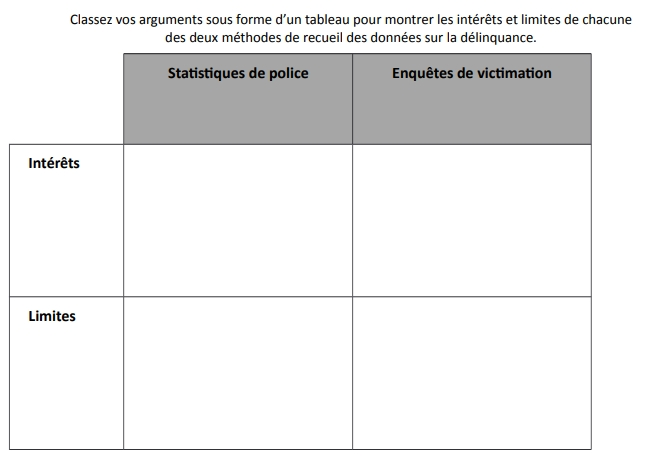 Classez vos arguments sous forme d’un tableau pour montrer les intérêts et limites de chacune
des deux méthodes de recueil des données sur la délinquance.
Statistiques de police
Enquêtes de victimation
Intérêts
Limites